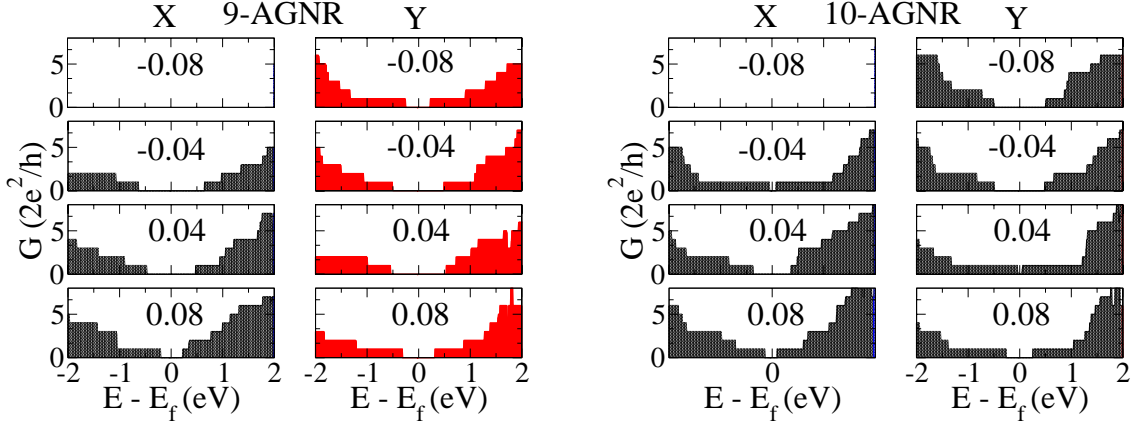 9-AGNR
10-AGNR
X Y X Y
G (2e²/h)
G (2e²/h)
5 -0.08 -0.08 5 -0.08 -0.08
0 0
5 -0.04 -0.04 5 -0.04 -0.04
0 0
5 0.04 0.04 5 0.04 0.04
0 0
5 0.08 0.08 5 0.08 0.08
0 0
-2 -1 0 1 2 -2 -1 0 1 2 0 -2 -1 0 1 2
E - E_f (eV) E - E_f (eV) E - E_f (eV) E - E_f (eV)